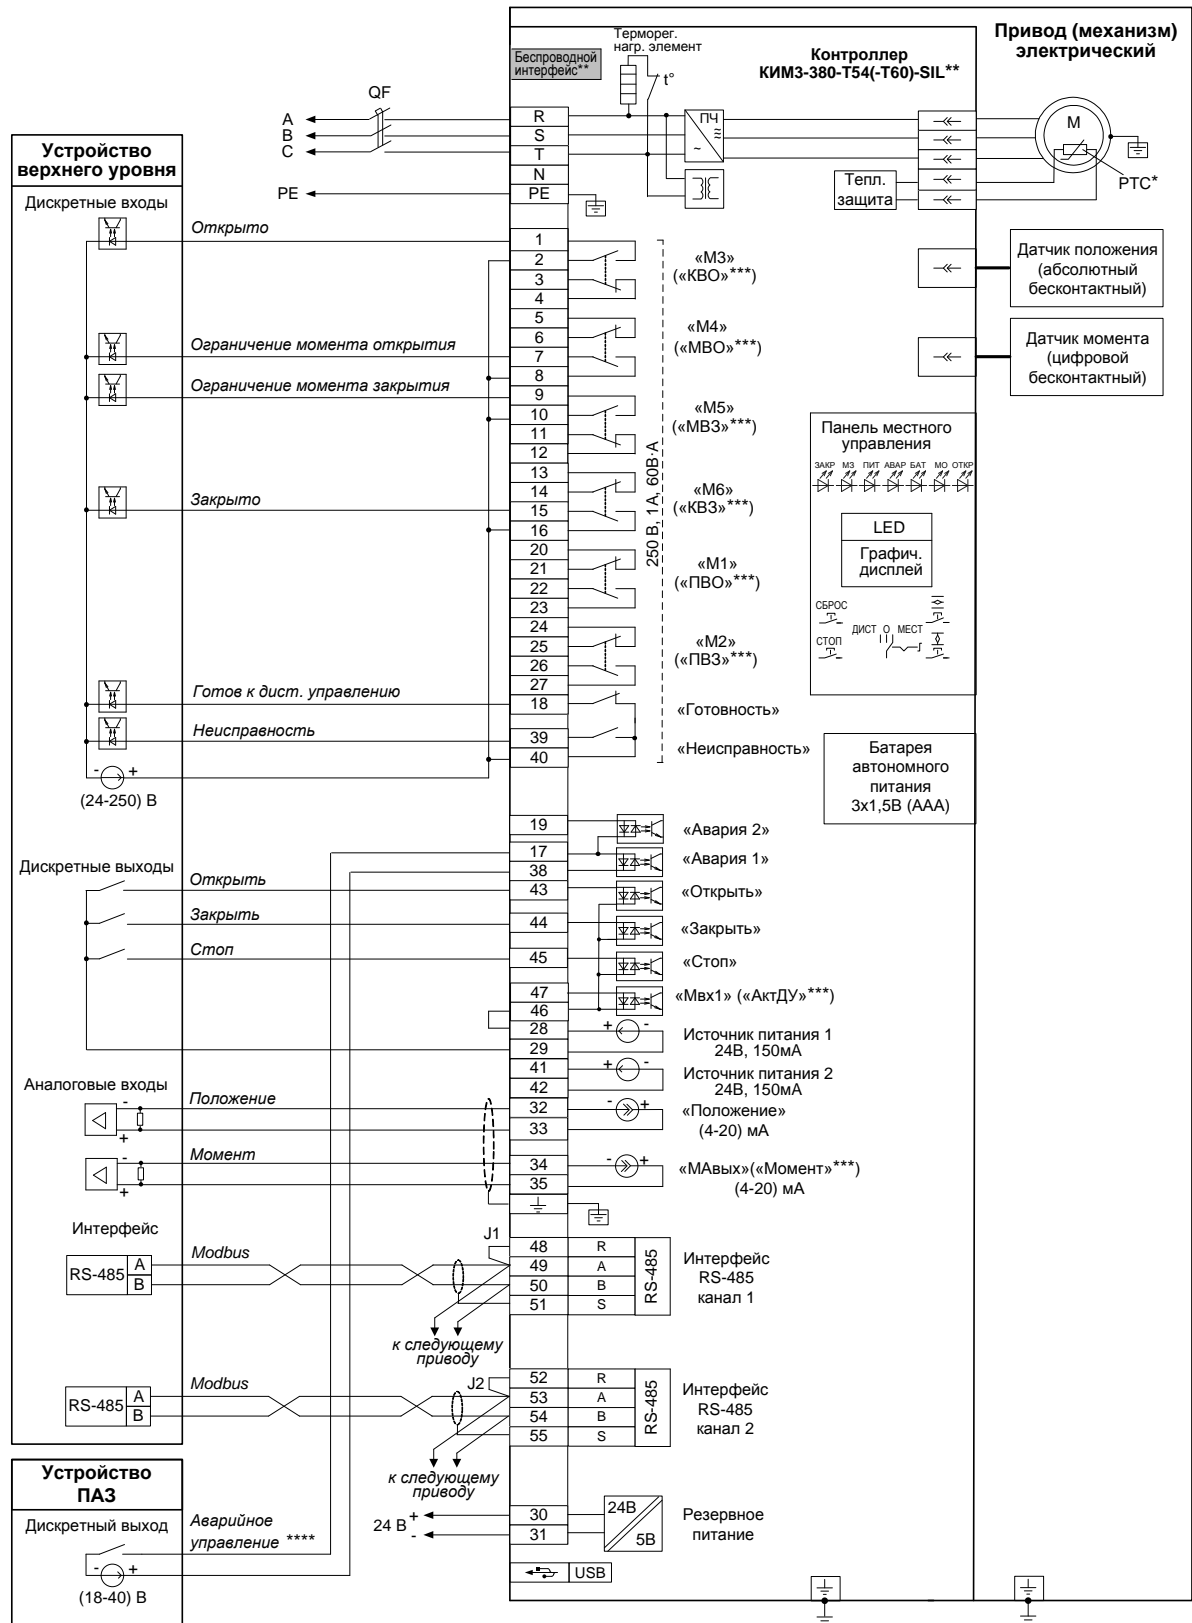 Привод (механизм)
электрический
Контроллер
КИМ3-380-Т54(-Т60)-SIL**
Беспроводной
интерфейс**
Терморег.
нагр. элемент
t°
QF
A
B
C
PE
R
S
T
N
PE
ПЧ
~
M
PTC*
Тепл.
защита
Устройство
верхнего уровня
Дискретные входы
Открыто
Ограничение момента открытия
Ограничение момента закрытия
Закрыто
Готов к дист. управлению
Неисправность
- +
(24-250) В
1
2
3
4
5
6
7
8
9
10
11
12
13
14
15
16
20
21
22
23
24
25
26
27
18
39
40
«М3»
(«КВО»***)
«М4»
(«МВО»***)
«М5»
(«МВЗ»***)
«М6»
(«КВЗ»***)
«М1»
(«ПВО»***)
«М2»
(«ПВЗ»***)
«Готовность»
«Неисправность»
250 В, 1А, 60В·А
Датчик положения
(абсолютный
бесконтактный)
Датчик момента
(цифровой
бесконтактный)
Панель местного
управления
ЗАКР МЗ ПИТ АВАР БАТ МО ОТКР
LED
Графич.
дисплей
СБРОС
СТОП
ДИСТ О МЕСТ
Батарея
автономного
питания
3х1,5В (ААА)
Дискретные выходы
Открыть
Закрыть
Стоп
19
17
38
43
44
45
47
46
28
29
41
42
32
33
34
35
«Авария 2»
«Авария 1»
«Открыть»
«Закрыть»
«Стоп»
«Мвх1» («АктДУ»***)
+ -
Источник питания 1
24В, 150мА
+ -
Источник питания 2
24В, 150мА
- +
«Положение»
(4-20) мА
- +
«МАвых»(«Момент»***)
(4-20) мА
Аналоговые входы
-
+
Положение
-
+
Момент
Интерфейс
RS-485
A
B
Modbus
J1
48 R
49 A
50 B
51 S
RS-485
Интерфейс
RS-485
канал 1
к следующему
приводу
RS-485
A
B
Modbus
J2
52 R
53 A
54 B
55 S
RS-485
Интерфейс
RS-485
канал 2
к следующему
приводу
Устройство
ПАЗ
Дискретный выход
Аварийное
управление ****
- +
(18-40) В
24 В
+
-
30
31
24В
5В
Резервное
питание
USB